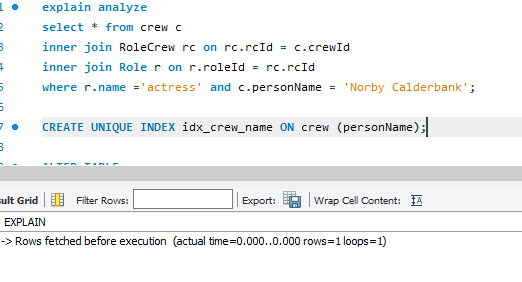 1 explain analyze
2 select * from crew c
3 inner join RoleCrew rc on rc.rcId = c.crewId
4 inner join Role r on r.roleId = rc.rcId
5 where r.name ='actress' and c.personName = 'Norby Calderbank';
6
7 CREATE UNIQUE INDEX idx_crew_name ON crew (personName);
8
ult Grid Filter Rows: Export: Wrap Cell Content: IA
EXPLAIN
-> Rows fetched before execution (actual time=0.000..0.000 rows=1 loops=1)